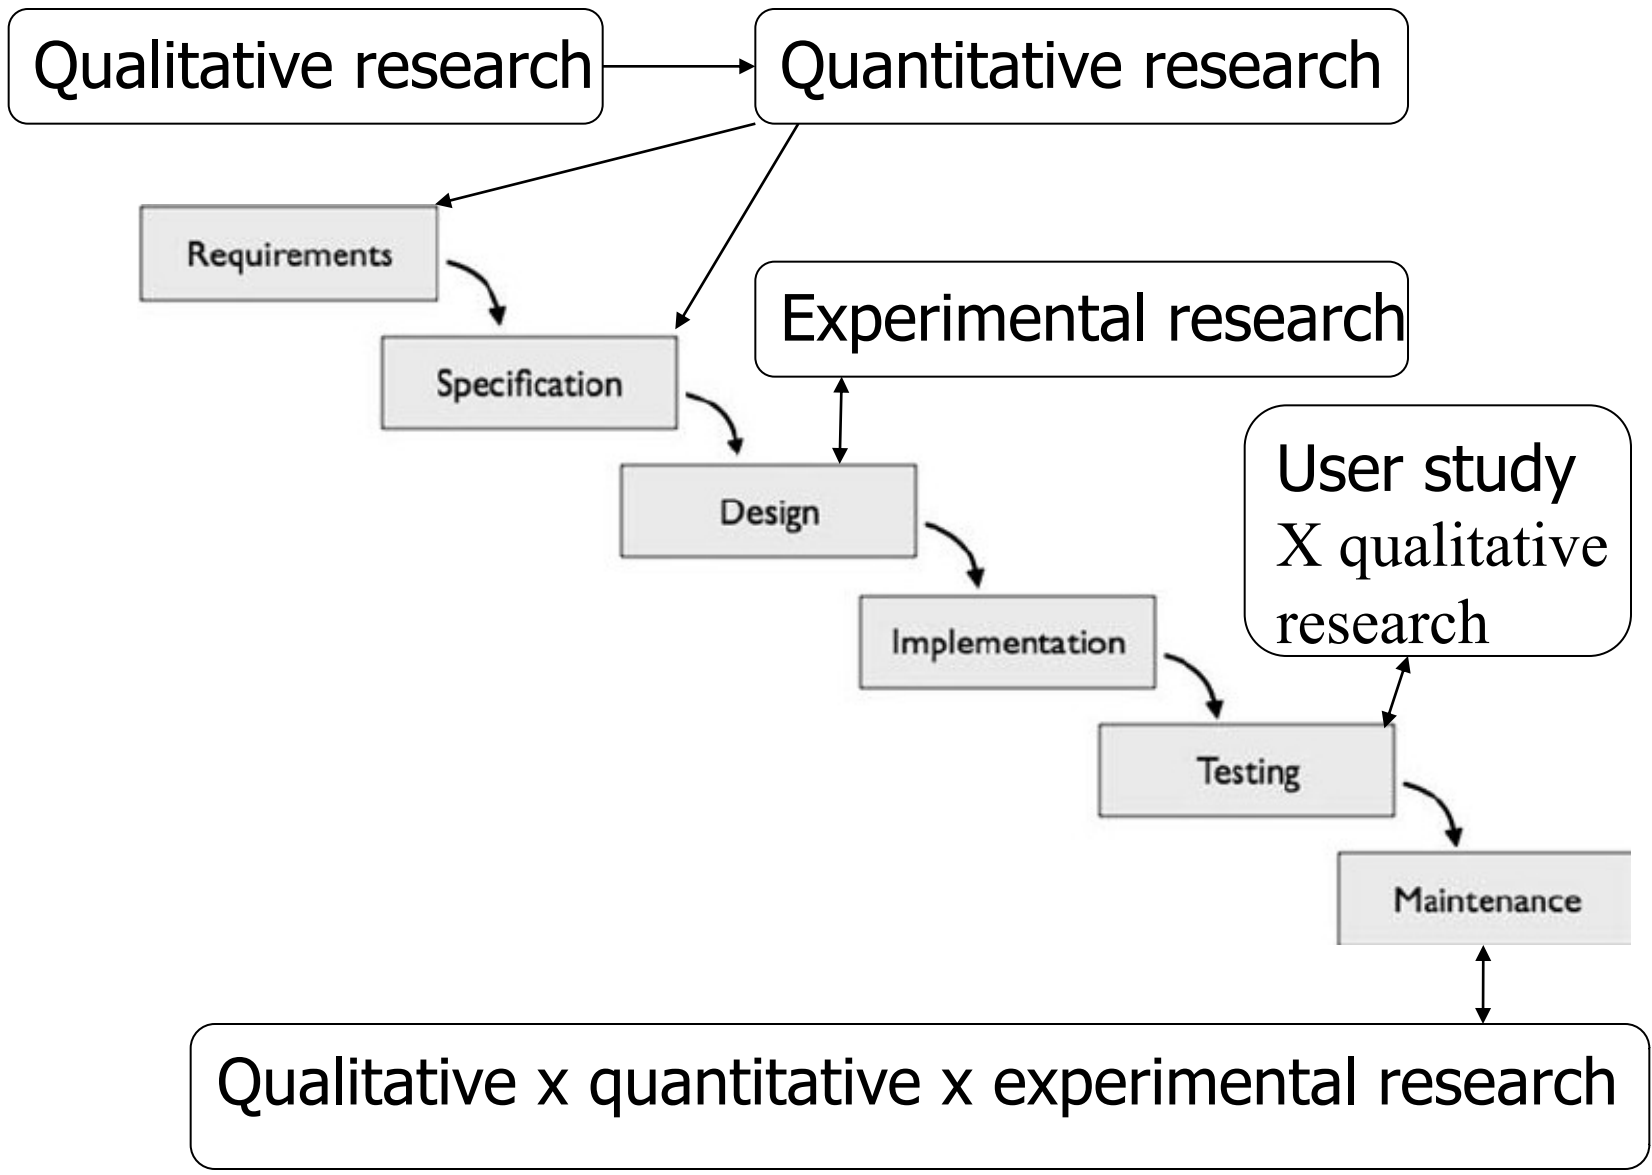 Qualitative research
Quantitative research
Requirements
Experimental research
Specification
User study
X qualitative
research
Design
Implementation
Testing
Maintenance
Qualitative x quantitative x experimental research